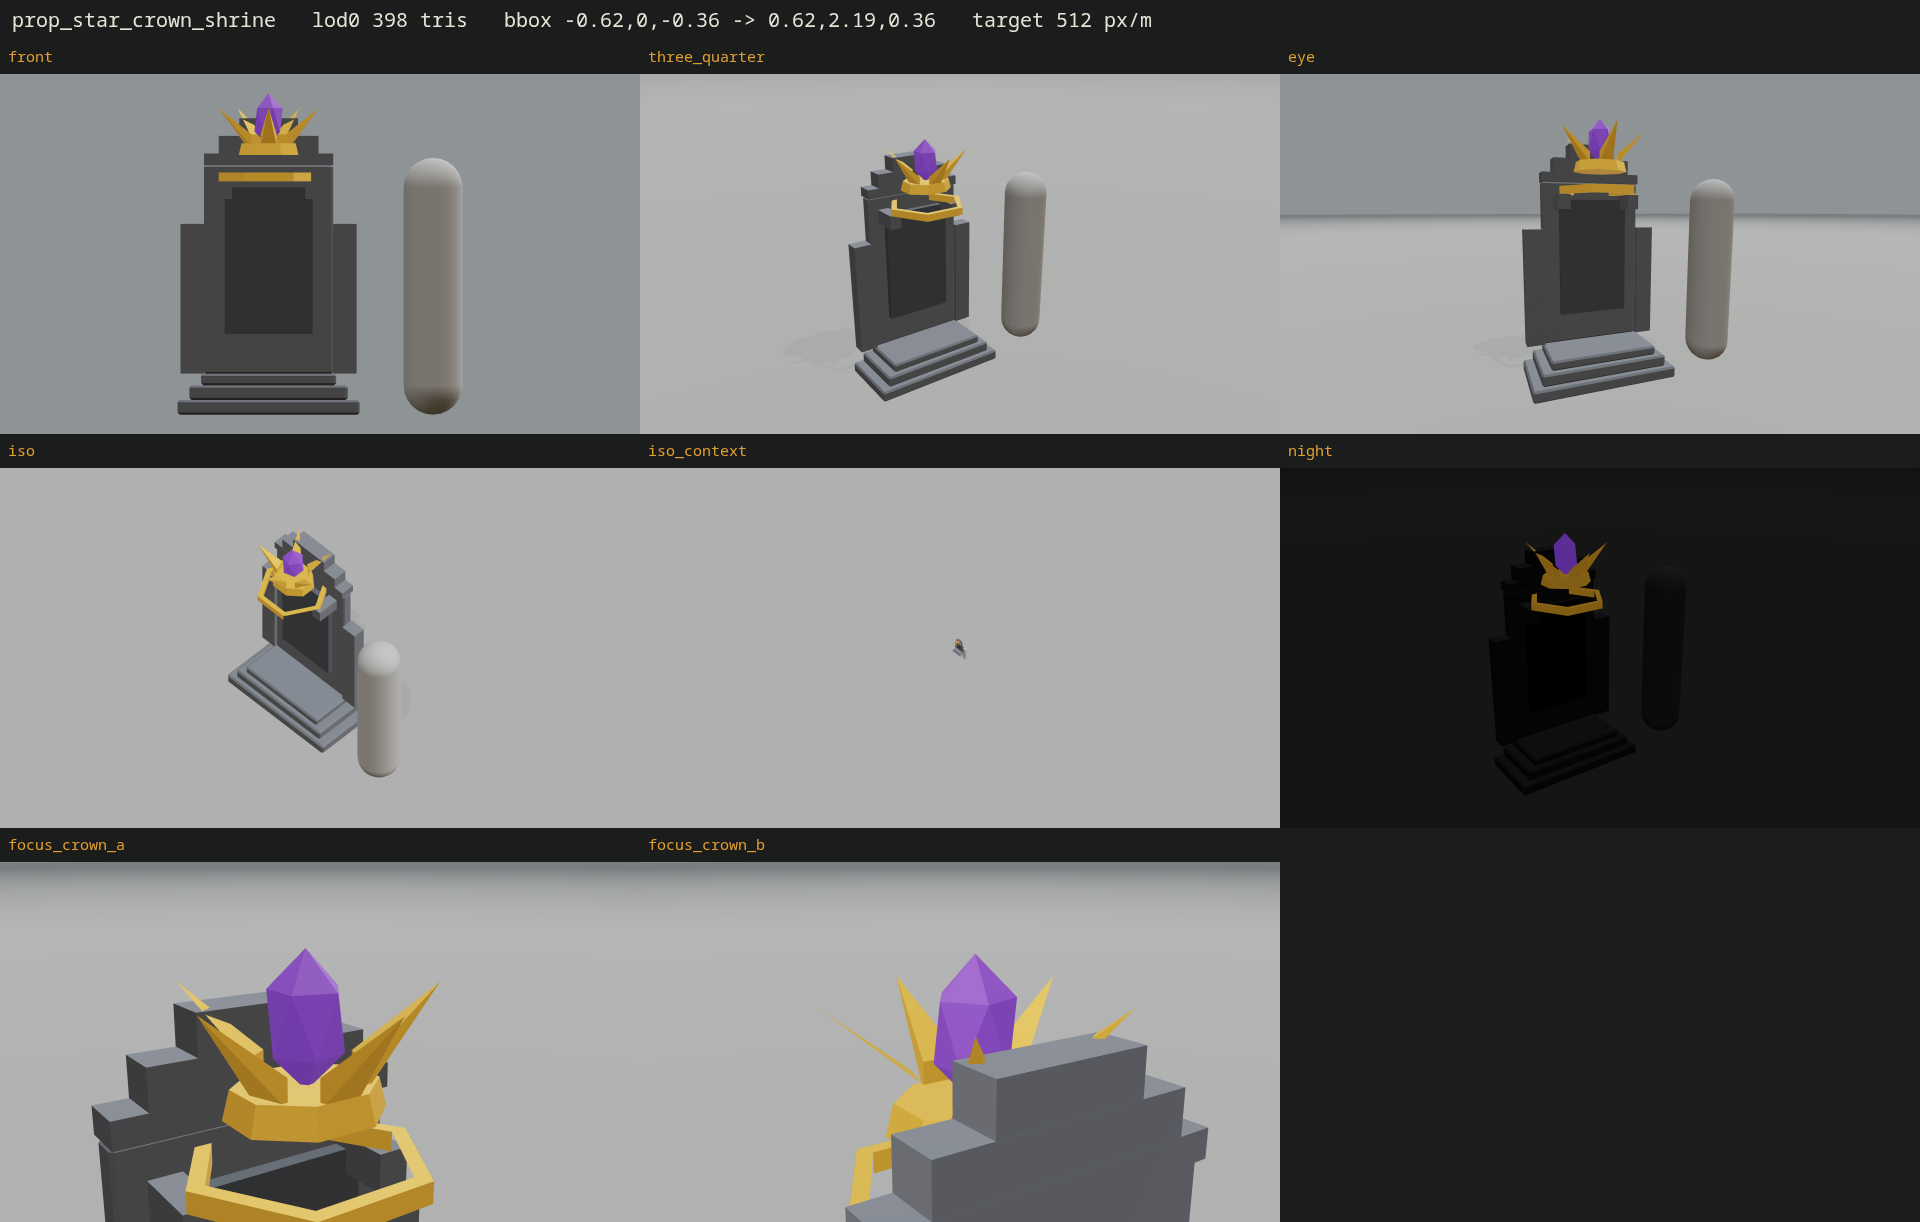 prop_star_crown_shrine   lod0 398 tris   bbox -0.62,0,-0.36 -> 0.62,2.19,0.36   target 512 px/m
front
three_quarter
eye
iso
iso_context
night
focus_crown_a
focus_crown_b